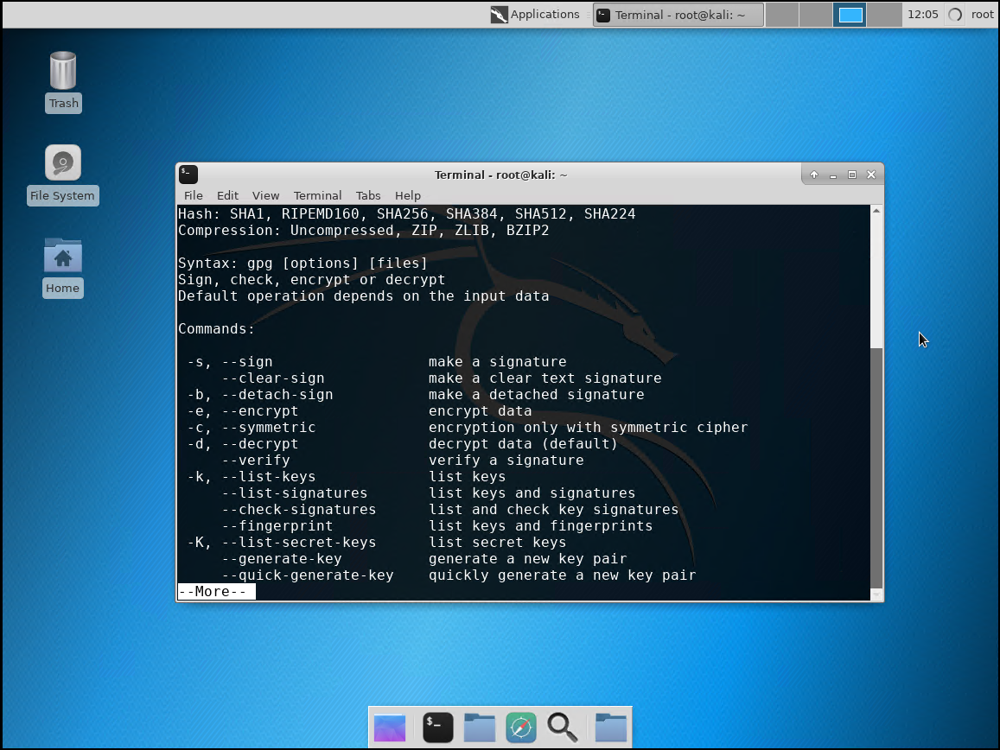 Applications
Terminal - root@kali: ~
12:05
root
Trash
File System
Home
$_
Terminal - root@kali: ~
File Edit View Terminal Tabs Help
Hash: SHA1, RIPEMD160, SHA256, SHA384, SHA512, SHA224
Compression: Uncompressed, ZIP, ZLIB, BZIP2
Syntax: gpg [options] [files]
Sign, check, encrypt or decrypt
Default operation depends on the input data
Commands:
-s, --sign make a signature
--clear-sign make a clear text signature
-b, --detach-sign make a detached signature
-e, --encrypt encrypt data
-c, --symmetric encryption only with symmetric cipher
-d, --decrypt decrypt data (default)
--verify verify a signature
-k, --list-keys list keys
--list-signatures list keys and signatures
--check-signatures list and check key signatures
--fingerprint list keys and fingerprints
-K, --list-secret-keys list secret keys
--generate-key generate a new key pair
--quick-generate-key quickly generate a new key pair
--More--
$_